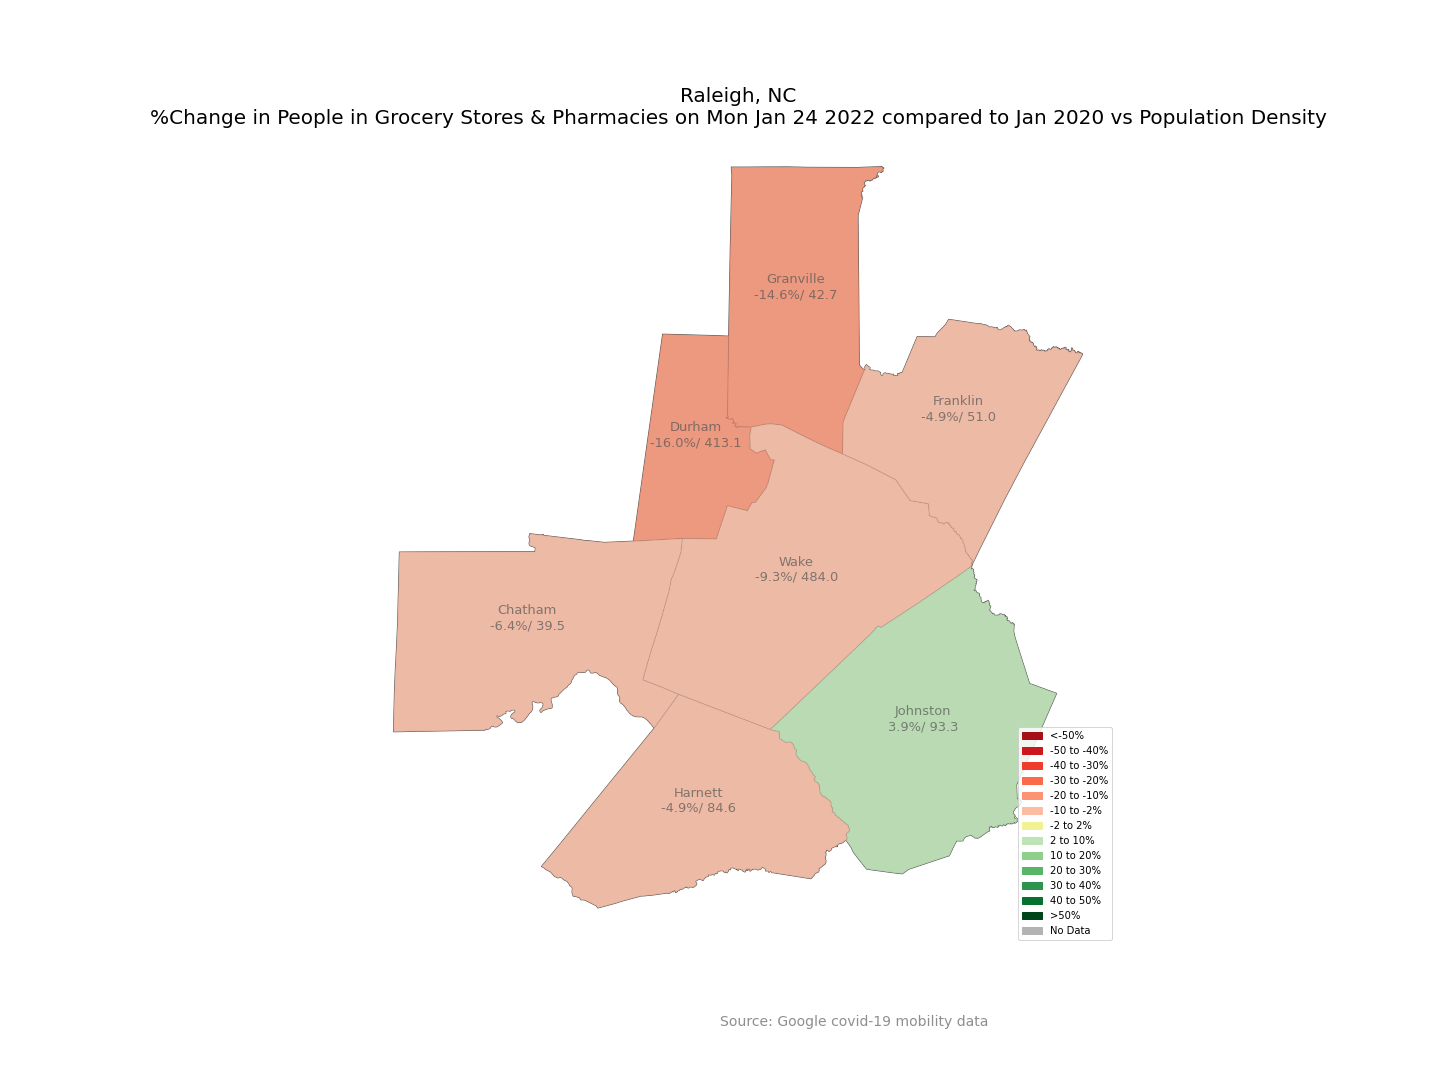 Raleigh, NC
%Change in People in Grocery Stores & Pharmacies on Mon Jan 24 2022 compared to Jan 2020 vs Population Density
Granville
-14.6%/ 42.7
Franklin
-4.9%/ 51.0
Durham
-16.0%/ 413.1
Wake
-9.3%/ 484.0
Chatham
-6.4%/ 39.5
Johnston
3.9%/ 93.3
Harnett
-4.9%/ 84.6
<-50%
-50 to -40%
-40 to -30%
-30 to -20%
-20 to -10%
-10 to -2%
-2 to 2%
2 to 10%
10 to 20%
20 to 30%
30 to 40%
40 to 50%
>50%
No Data
Source: Google covid-19 mobility data